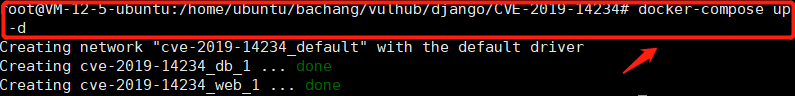 root@VM-12-5-ubuntu:/home/ubuntu/bachang/vulhub/django/CVE-2019-14234# docker-compose up
-d
Creating network "cve-2019-14234_default" with the default driver
Creating cve-2019-14234_db_1 ... done
Creating cve-2019-14234_web_1 ... done